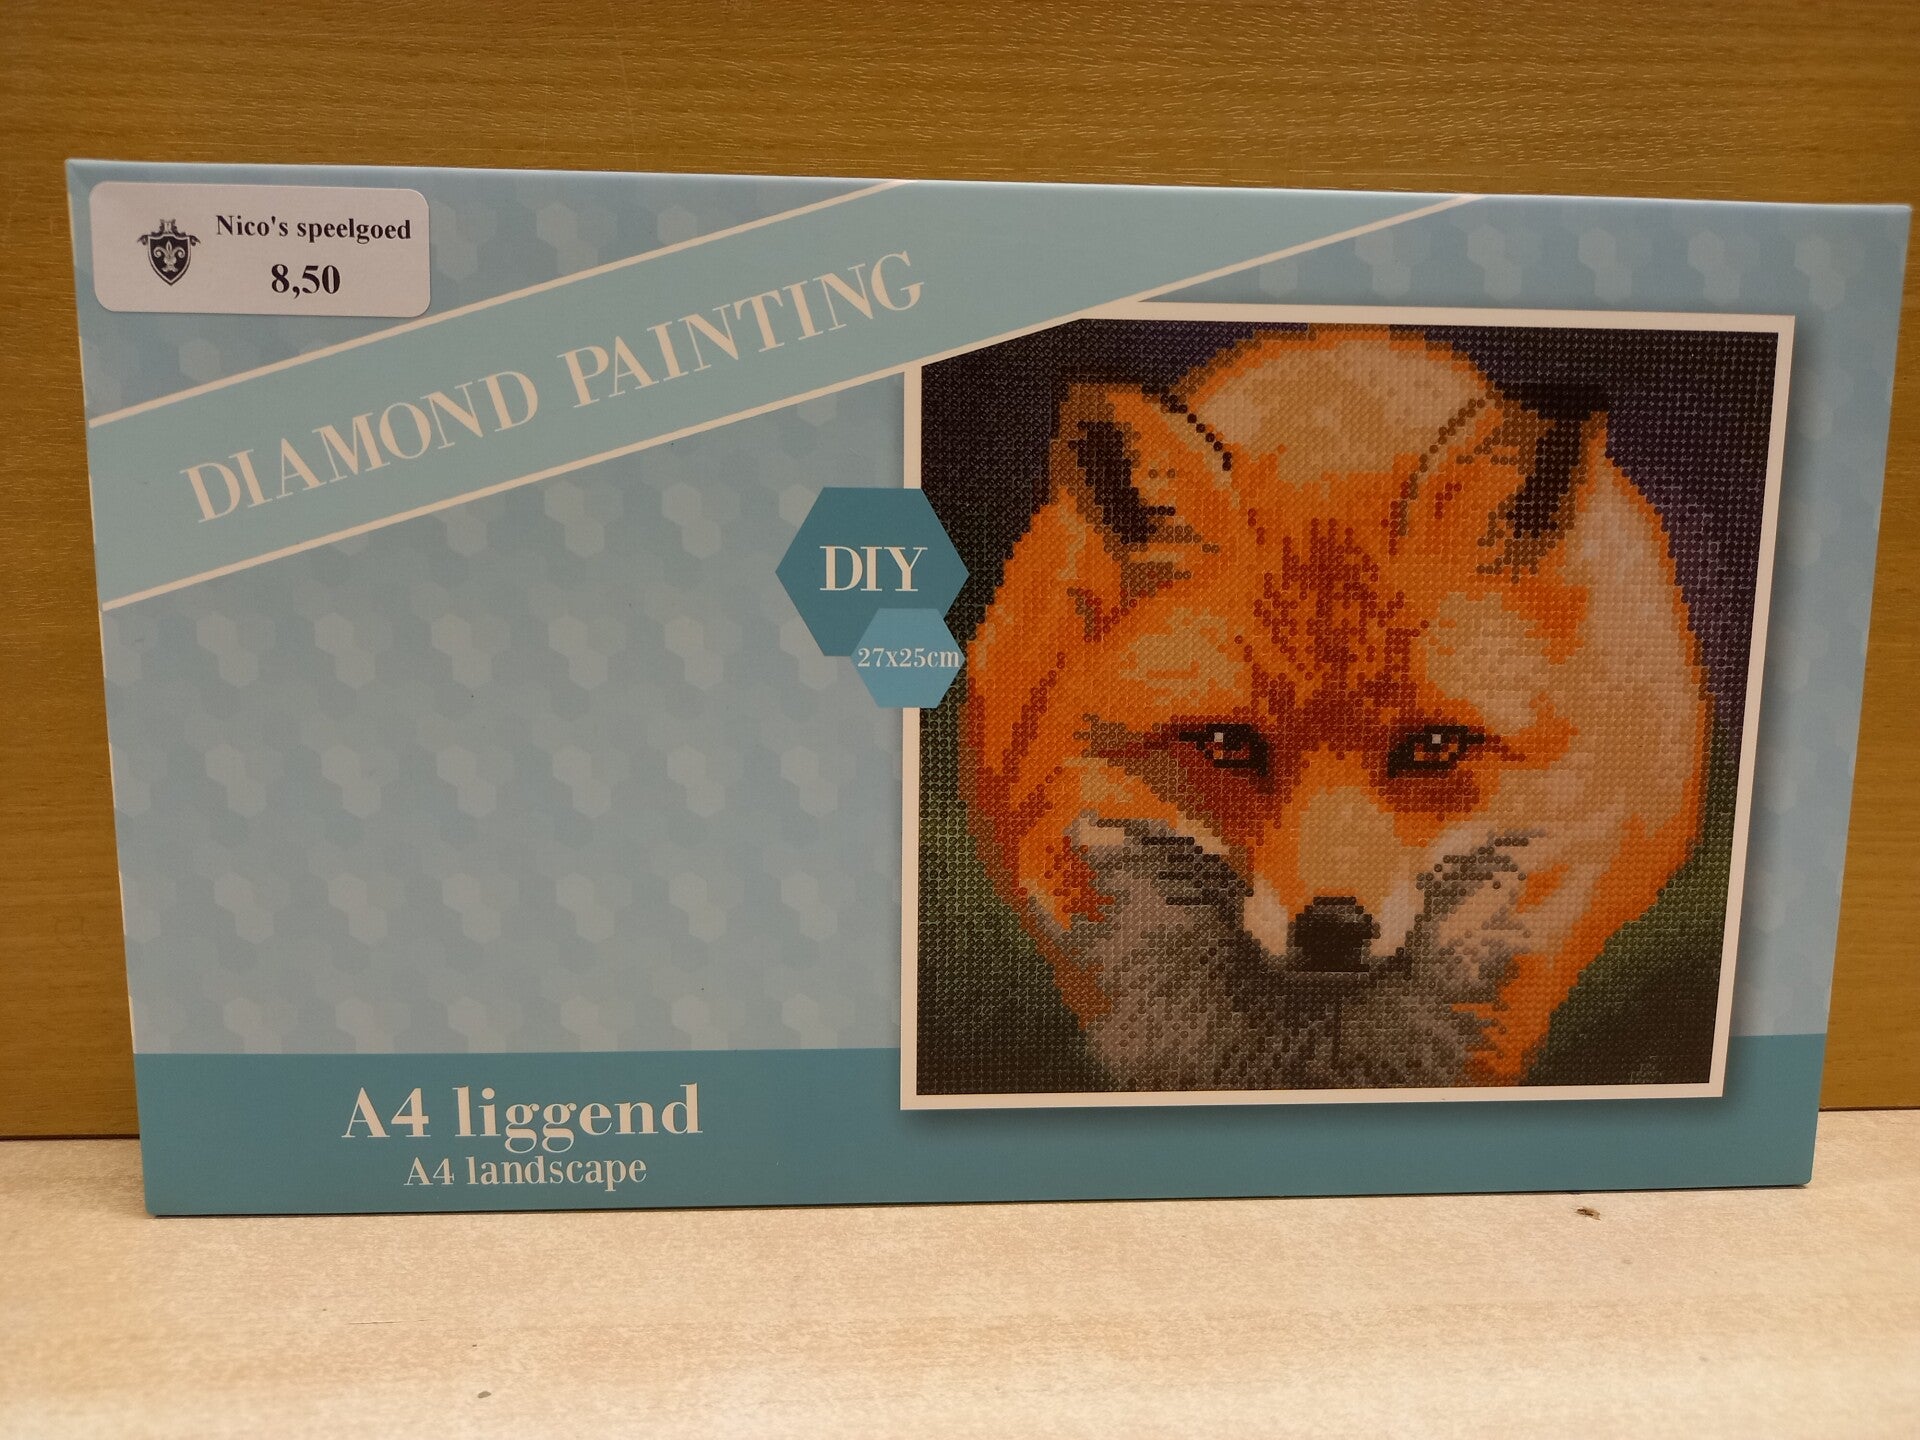 Nico's speelgoed
8,50
DIAMOND PAINTING
DIY
27x25cm
A4 liggend
A4 landscape